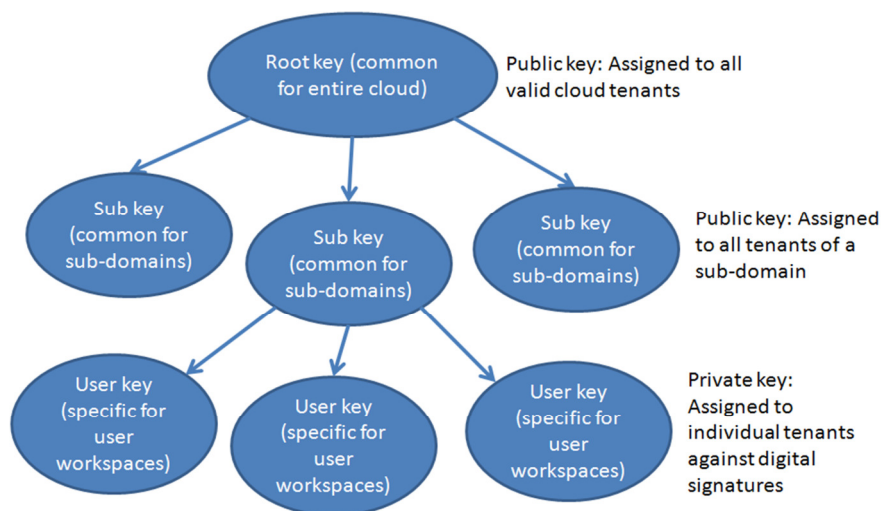 Root key (common
for entire cloud)
Public key: Assigned to all
valid cloud tenants
Sub key
(common for
sub-domains)
Sub key
(common for
sub-domains)
Sub key
(common for
sub-domains)
Public key: Assigned
to all tenants of a
sub-domain
User key
(specific for
user
workspaces)
User key
(specific for
user
workspaces)
User key
(specific for
user
workspaces)
Private key:
Assigned to
individual tenants
against digital
signatures